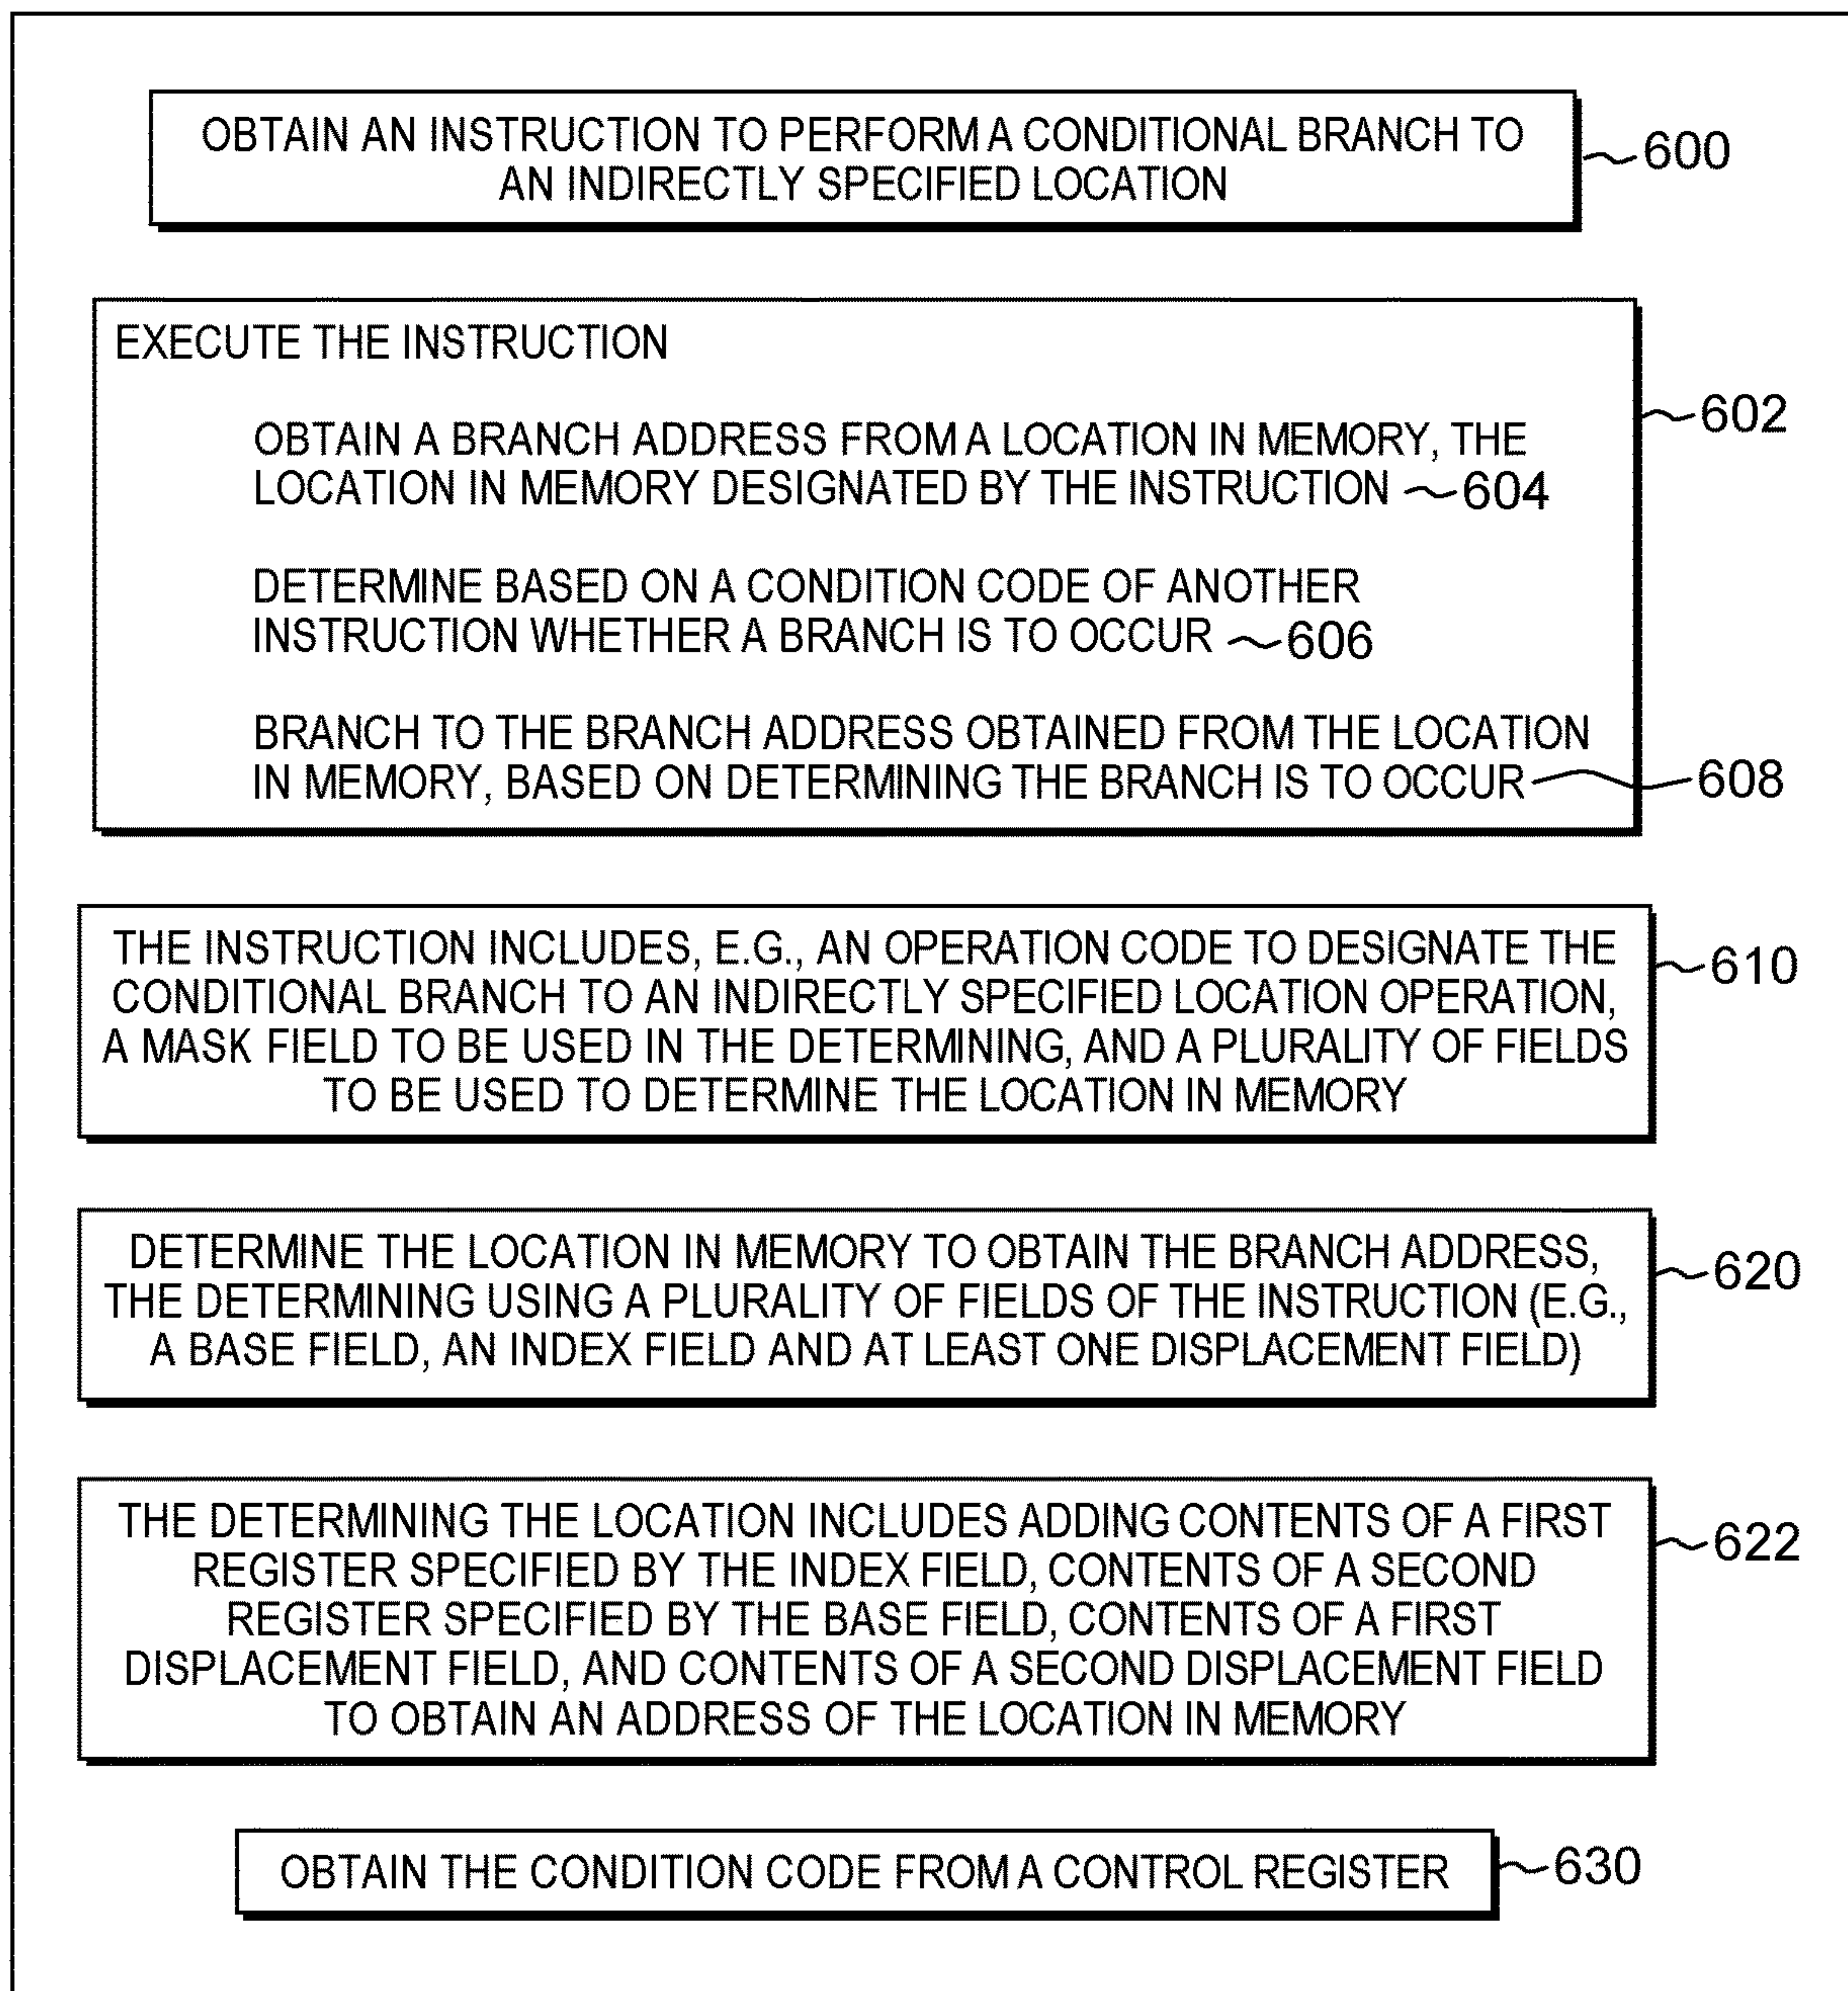 OBTAIN AN INSTRUCTION TO PERFORM A CONDITIONAL BRANCH TO
AN INDIRECTLY SPECIFIED LOCATION
600
EXECUTE THE INSTRUCTION
602
OBTAIN A BRANCH ADDRESS FROM A LOCATION IN MEMORY, THE
LOCATION IN MEMORY DESIGNATED BY THE INSTRUCTION 604
DETERMINE BASED ON A CONDITION CODE OF ANOTHER
INSTRUCTION WHETHER A BRANCH IS TO OCCUR 606
BRANCH TO THE BRANCH ADDRESS OBTAINED FROM THE LOCATION
IN MEMORY, BASED ON DETERMINING THE BRANCH IS TO OCCUR 608
THE INSTRUCTION INCLUDES, E.G., AN OPERATION CODE TO DESIGNATE THE
CONDITIONAL BRANCH TO AN INDIRECTLY SPECIFIED LOCATION OPERATION,
A MASK FIELD TO BE USED IN THE DETERMINING, AND A PLURALITY OF FIELDS
TO BE USED TO DETERMINE THE LOCATION IN MEMORY
610
DETERMINE THE LOCATION IN MEMORY TO OBTAIN THE BRANCH ADDRESS,
THE DETERMINING USING A PLURALITY OF FIELDS OF THE INSTRUCTION (E.G.,
A BASE FIELD, AN INDEX FIELD AND AT LEAST ONE DISPLACEMENT FIELD)
620
THE DETERMINING THE LOCATION INCLUDES ADDING CONTENTS OF A FIRST
REGISTER SPECIFIED BY THE INDEX FIELD, CONTENTS OF A SECOND
REGISTER SPECIFIED BY THE BASE FIELD, CONTENTS OF A FIRST
DISPLACEMENT FIELD, AND CONTENTS OF A SECOND DISPLACEMENT FIELD
TO OBTAIN AN ADDRESS OF THE LOCATION IN MEMORY
622
OBTAIN THE CONDITION CODE FROM A CONTROL REGISTER
630